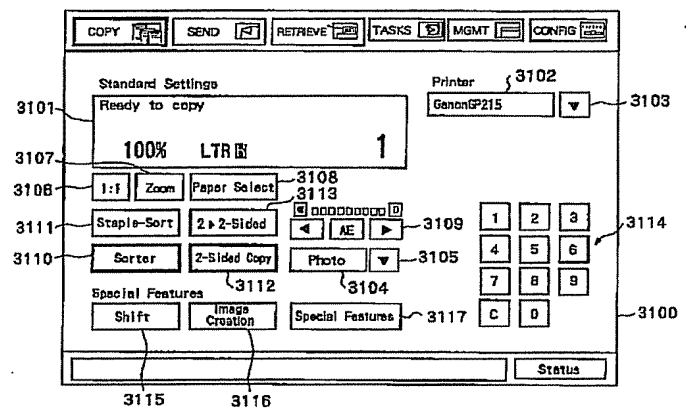 COPY SEND RETRIEVE TASKS MGMT CONFIG
Standard Settings
Printer
3102
3101
Ready to copy
GanonGP215
3103
100% LTR R 1
3107
3108
3106
1:1 Zoom Paper Select
3113
3111
Staple-Sort 2▶2-Sided
◀ AE ▶
3109
1 2 3
3114
3110
Sorter 2-Sided Copy
Photo
3105
4 5 6
3112
3104
7 8 9
Special Features
Shift
Image Creation
Special Features
3117
C 0
3100
Status
3115
3116